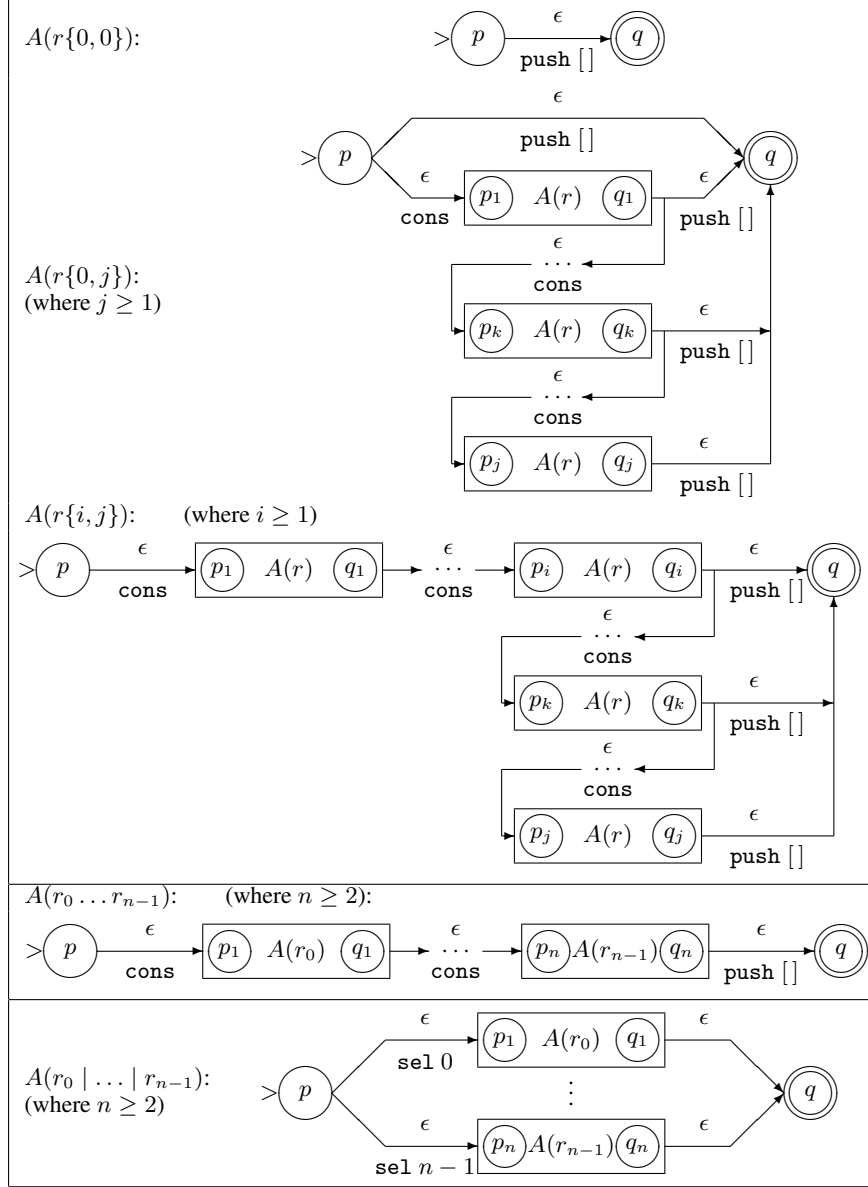 A(r{0, 0}):
> p ϵ push [] q
ϵ
push []
> p q
ϵ ϵ
cons p₁ A(r) q₁ push []
ϵ
· · ·
cons
A(r{0, j}):
(where j ≥ 1)
pₖ A(r) qₖ ϵ
push []
ϵ
· · ·
cons
pⱼ A(r) qⱼ ϵ
push []
A(r{i, j}): (where i ≥ 1)
> p ϵ cons p₁ A(r) q₁ ϵ · · · cons pᵢ A(r) qᵢ ϵ push [] q
ϵ
· · ·
cons
pₖ A(r) qₖ ϵ
push []
ϵ
· · ·
cons
pⱼ A(r) qⱼ ϵ
push []
A(r₀ . . . rₙ₋₁): (where n ≥ 2):
> p ϵ cons p₁ A(r₀) q₁ ϵ · · · cons pₙ A(rₙ₋₁) qₙ ϵ push [] q
ϵ p₁ A(r₀) q₁ ϵ
sel 0
A(r₀ | . . . | rₙ₋₁):
(where n ≥ 2)
> p ⋮ q
ϵ pₙ A(rₙ₋₁) qₙ ϵ
sel n − 1